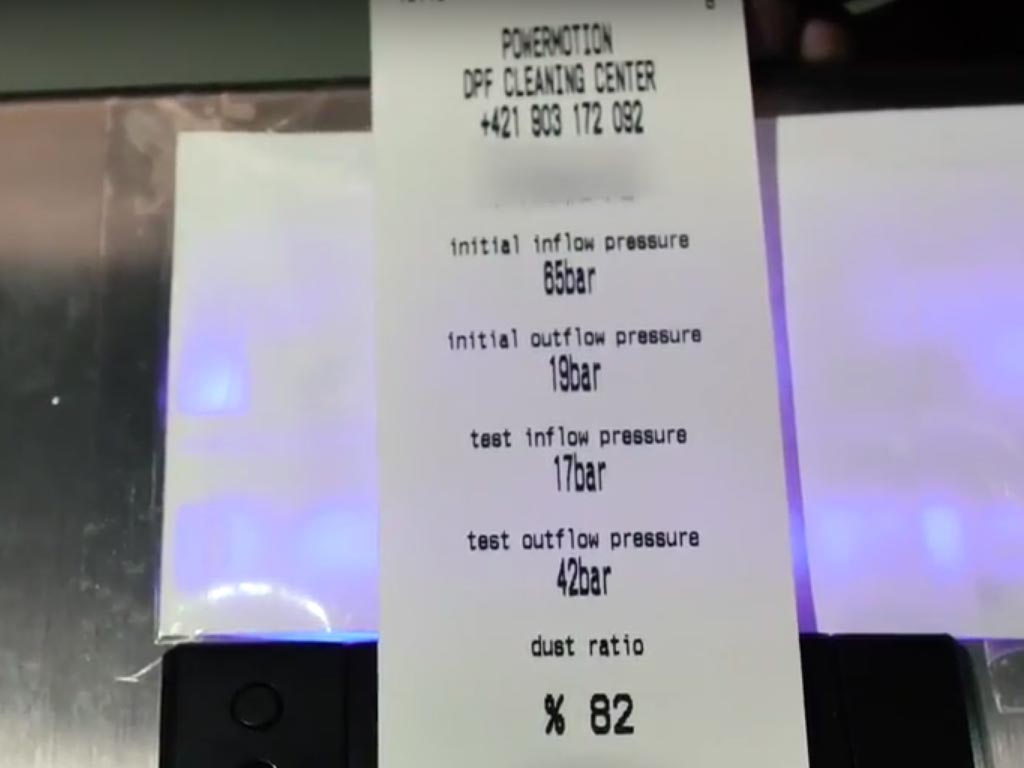 POWERMOTION
DPF CLEANING CENTER
+421 903 172 092
initial inflow pressure
65bar
initial outflow pressure
19bar
test inflow pressure
17bar
test outflow pressure
42bar
dust ratio
% 82